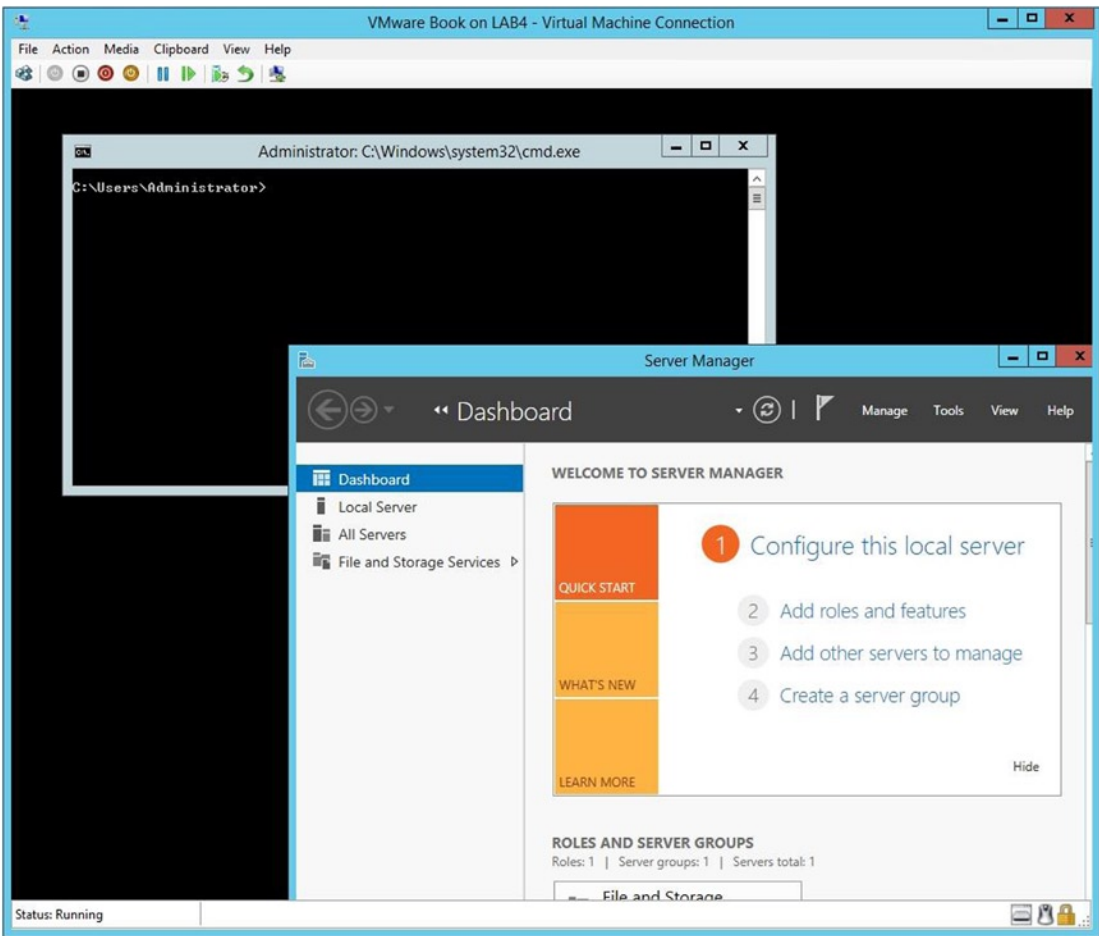 VMware Book on LAB4 - Virtual Machine Connection
File Action Media Clipboard View Help
Administrator: C:\Windows\system32\cmd.exe
C:\Users\Administrator>
Server Manager
Dashboard
Manage Tools View Help
Dashboard
Local Server
All Servers
File and Storage Services
WELCOME TO SERVER MANAGER
QUICK START
WHAT'S NEW
LEARN MORE
1 Configure this local server
2 Add roles and features
3 Add other servers to manage
4 Create a server group
Hide
ROLES AND SERVER GROUPS
Roles: 1 | Server groups: 1 | Servers total: 1
File and Storage
Status: Running